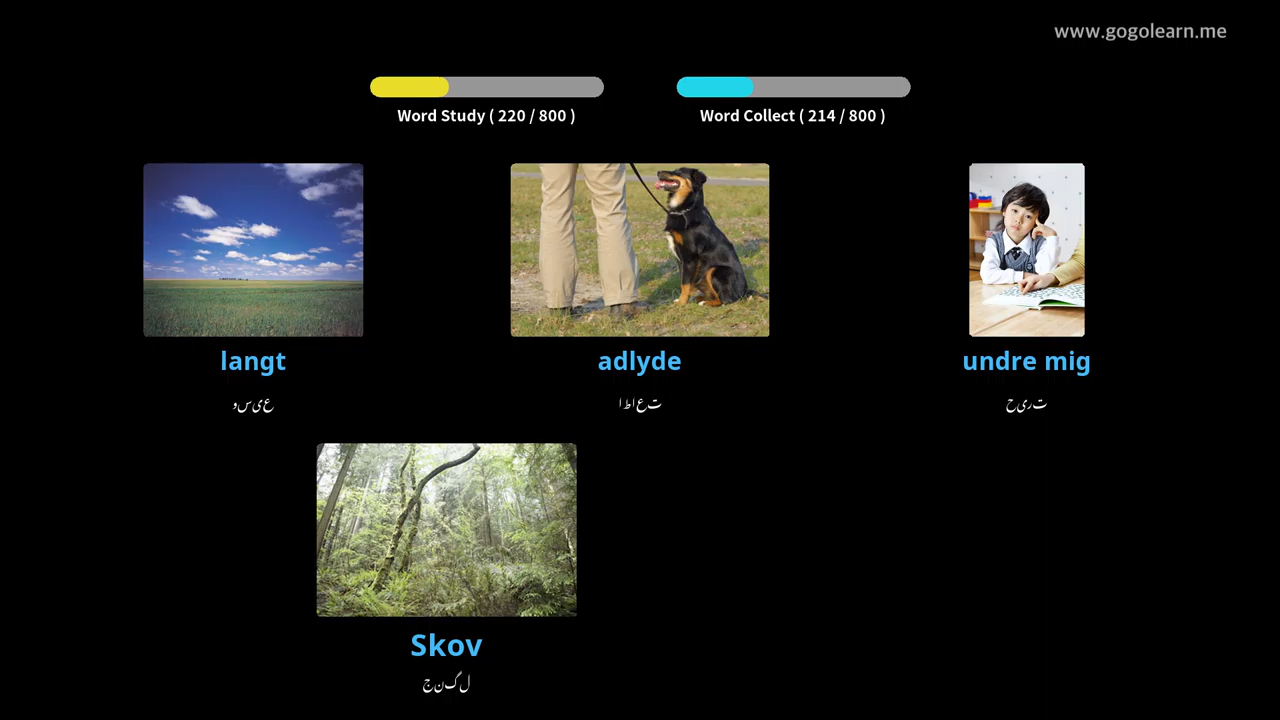 www.gogolearn.me
Word Study ( 220 / 800 )
Word Collect ( 214 / 800 )
langt
وسیع
adlyde
اطاعت
undre mig
حیرت
Skov
جنگل